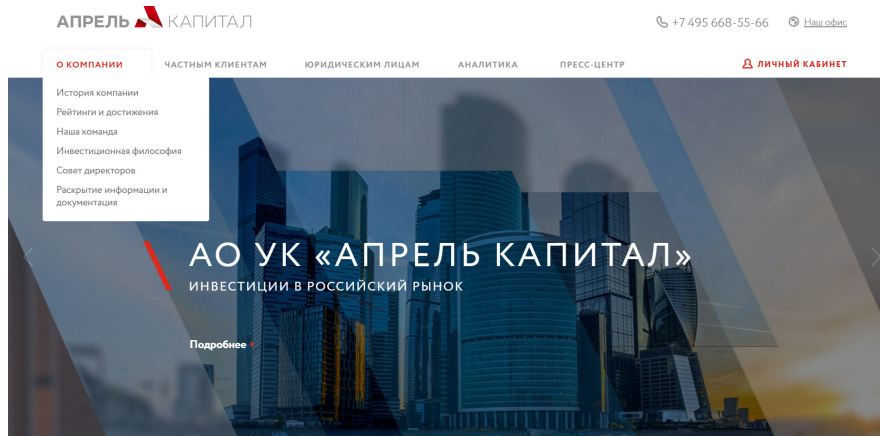 АПРЕЛЬ КАПИТАЛ
+7 495 668-55-66 Наш офис
О КОМПАНИИ ЧАСТНЫМ КЛИЕНТАМ ЮРИДИЧЕСКИМ ЛИЦАМ АНАЛИТИКА ПРЕСС-ЦЕНТР ЛИЧНЫЙ КАБИНЕТ
История компании
Рейтинги и достижения
Наша команда
Инвестиционная философия
Совет директоров
Раскрытие информации и
документация
АО УК «АПРЕЛЬ КАПИТАЛ»
ИНВЕСТИЦИИ В РОССИЙСКИЙ РЫНОК
Подробнее